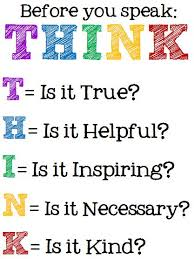 Before you speak:
THINK
T= Is it True?
H= Is it Helpful?
I= Is it Inspiring?
N= Is it Necessary?
K= Is it Kind?